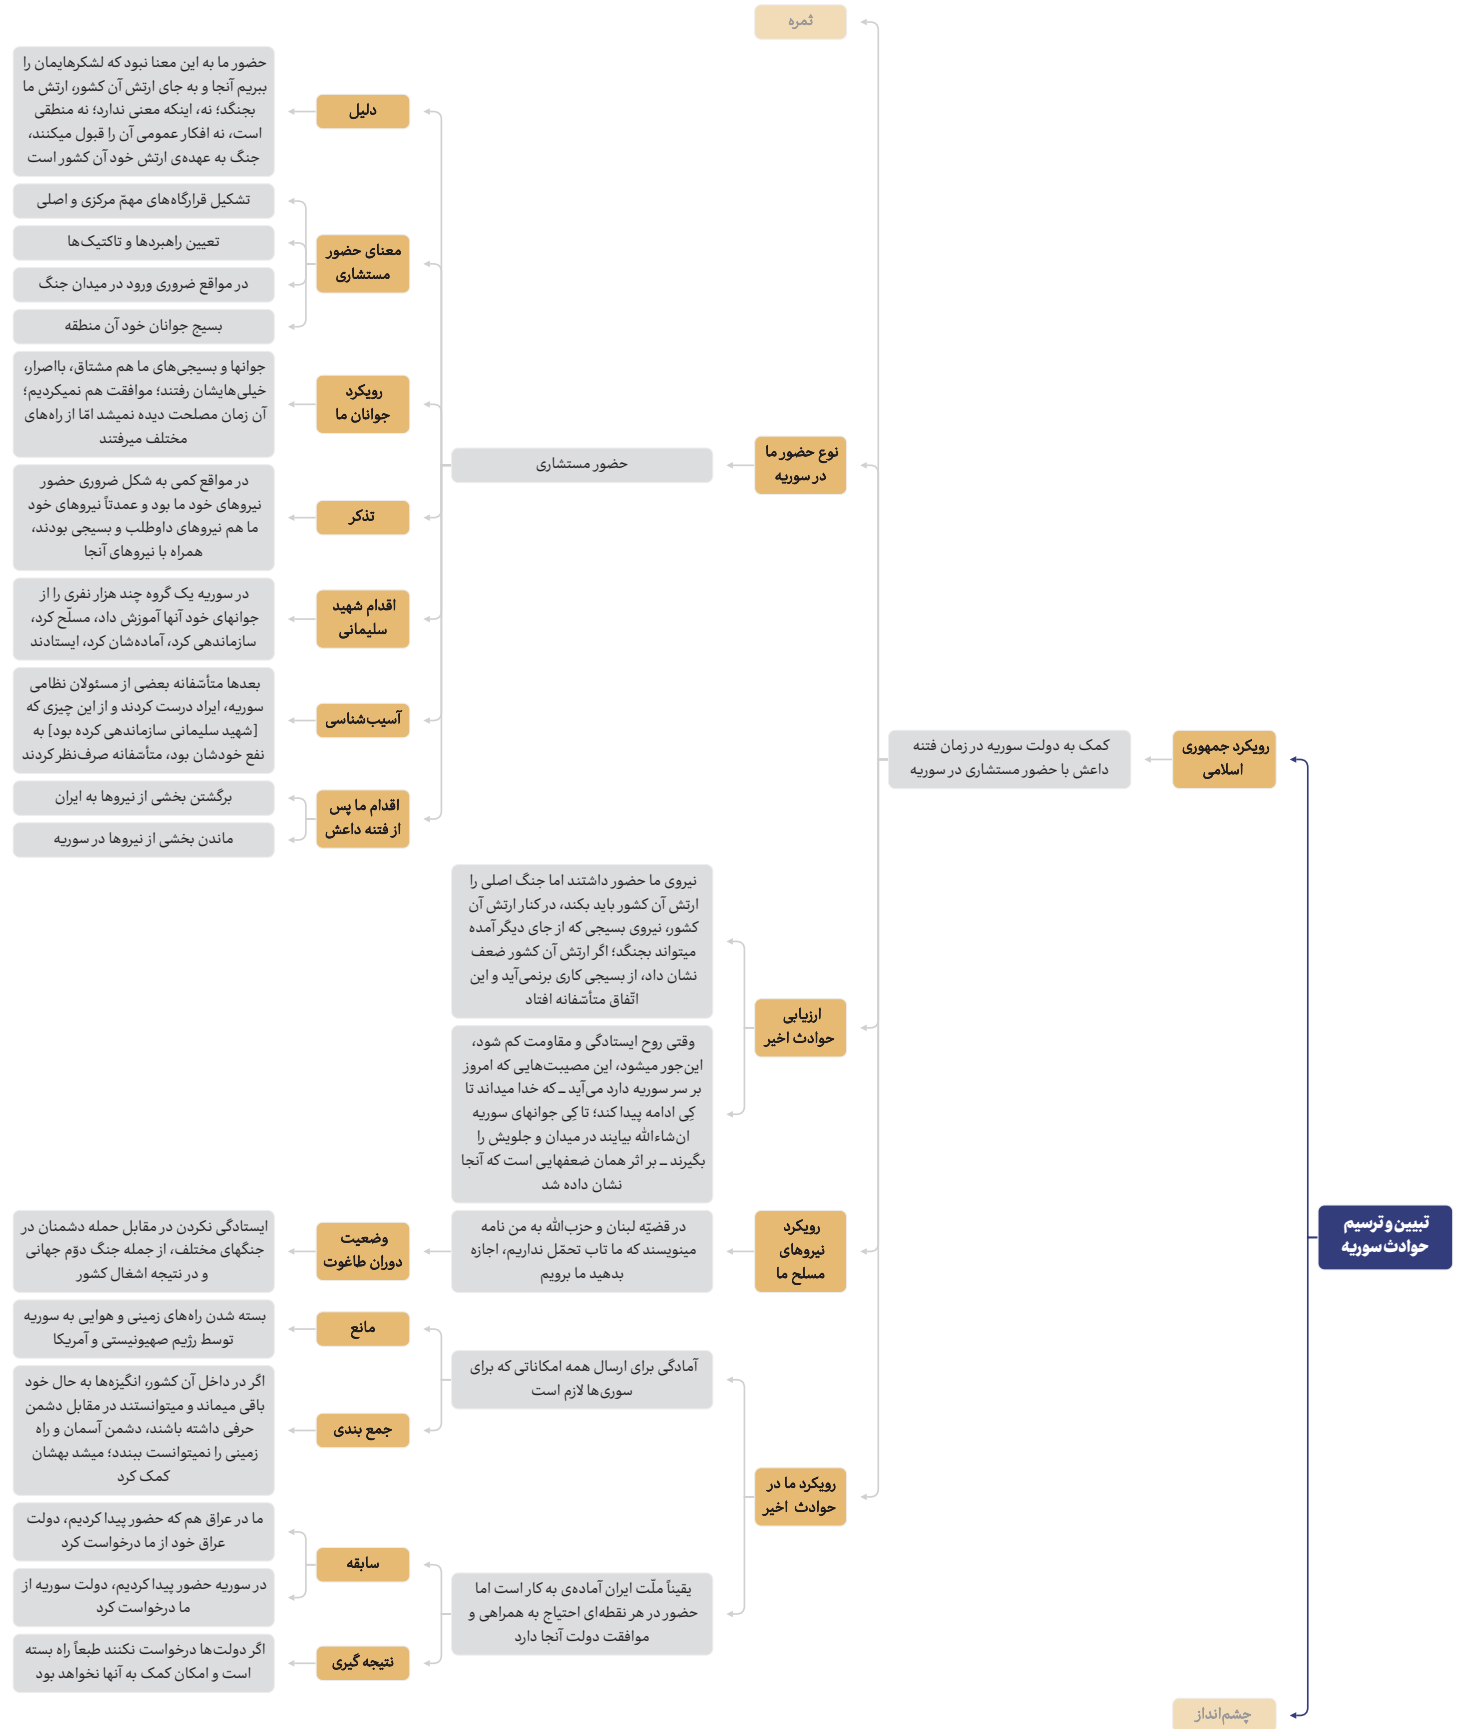 تبیین و ترسیم
حوادث سوریه
رویکرد جمهوری
اسلامی
کمک به دولت سوریه در زمان فتنه
داعش با حضور مستشاری در سوریه
ثمره
نوع حضور ما
در سوریه
حضور مستشاری
دلیل
حضور ما به این معنا نبود که لشکرهایمان را
ببریم آنجا و به جای ارتش آن کشور، ارتش ما
بجنگد؛ نه، اینکه معنی ندارد؛ نه منطقی
است، نه افکار عمومی آن را قبول میکنند،
جنگ به عهده‌ی ارتش خود آن کشور است
معنای حضور
مستشاری
تشکیل قرارگاه‌های مهمّ مرکزی و اصلی
تعیین راهبردها و تاکتیک‌ها
در مواقع ضروری ورود در میدان جنگ
بسیج جوانان خود آن منطقه
رویکرد
جوانان ما
جوانها و بسیجی‌های ما هم مشتاق، بااصرار،
خیلی‌هایشان رفتند؛ موافقت هم نمیکردیم؛
آن زمان مصلحت دیده نمیشد امّا از راه‌های
مختلف میرفتند
تذکر
در مواقع کمی به شکل ضروری حضور
نیروهای خود ما بود و عمدتاً نیروهای خود
ما هم نیروهای داوطلب و بسیجی بودند،
همراه با نیروهای آنجا
اقدام شهید
سلیمانی
در سوریه یک گروه چند هزار نفری را از
جوانهای خود آنها آموزش داد، مسلّح کرد،
سازماندهی کرد، آماده‌شان کرد، ایستادند
آسیب‌شناسی
بعدها متأسّفانه بعضی از مسئولان نظامی
سوریه، ایراد درست کردند و از این چیزی که
[شهید سلیمانی سازماندهی کرده بود] به
نفع خودشان بود، متأسّفانه صرف‌نظر کردند
اقدام ما پس
از فتنه داعش
برگشتن بخشی از نیروها به ایران
ماندن بخشی از نیروها در سوریه
ارزیابی
حوادث اخیر
نیروی ما حضور داشتند اما جنگ اصلی را
ارتش آن کشور باید بکند، در کنار ارتش آن
کشور، نیروی بسیجی که از جای دیگر آمده
میتواند بجنگد؛ اگر ارتش آن کشور ضعف
نشان داد، از بسیجی کاری برنمی‌آید و این
اتّفاق متأسّفانه افتاد
وقتی روح ایستادگی و مقاومت کم شود،
این‌جور میشود، این مصیبت‌هایی که امروز
بر سر سوریه دارد می‌آید ــ که خدا میداند تا
کِی ادامه پیدا کند؛ تا کِی جوانهای سوریه
ان‌شاءالله بیایند در میدان و جلویش را
بگیرند ــ بر اثر همان ضعفهایی است که آنجا
نشان داده شد
رویکرد
نیروهای
مسلح ما
در قضیّه لبنان و حزب‌الله به من نامه
مینویسند که ما تاب تحمّل نداریم، اجازه
بدهید ما برویم
وضعیت
دوران طاغوت
ایستادگی نکردن در مقابل حمله دشمنان در
جنگهای مختلف، از جمله جنگ دوّم جهانی
و در نتیجه اشغال کشور
رویکرد ما در
حوادث اخیر
آمادگی برای ارسال همه امکاناتی که برای
سوری‌ها لازم است
مانع
بسته شدن راه‌های زمینی و هوایی به سوریه
توسط رژیم صهیونیستی و آمریکا
جمع بندی
اگر در داخل آن کشور، انگیزه‌ها به حال خود
باقی میماند و میتوانستند در مقابل دشمن
حرفی داشته باشند، دشمن آسمان و راه
زمینی را نمیتوانست ببندد؛ میشد بهشان
کمک کرد
یقیناً ملّت ایران آماده‌ی به کار است اما
حضور در هر نقطه‌ای احتیاج به همراهی و
موافقت دولت آنجا دارد
سابقه
ما در عراق هم که حضور پیدا کردیم، دولت
عراق خود از ما درخواست کرد
در سوریه حضور پیدا کردیم، دولت سوریه از
ما درخواست کرد
نتیجه گیری
اگر دولت‌ها درخواست نکنند طبعاً راه بسته
است و امکان کمک به آنها نخواهد بود
چشم‌انداز